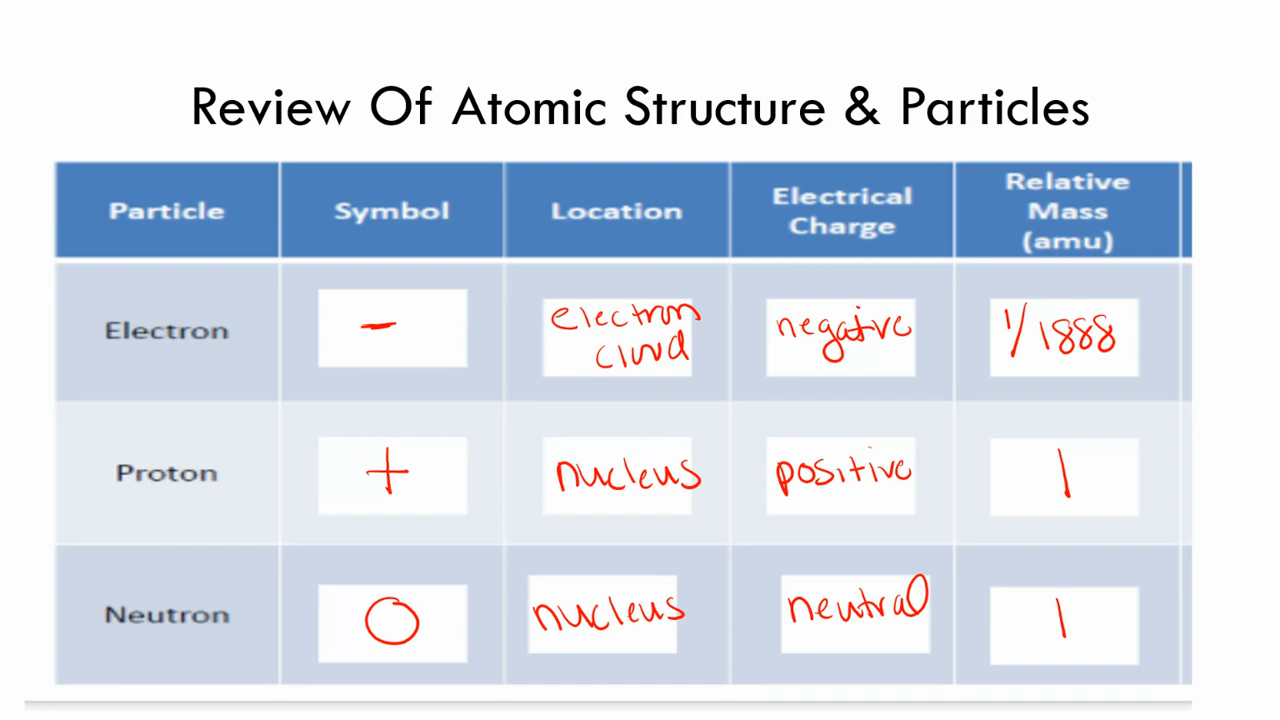 Review Of Atomic Structure & Particles
Particle
Symbol
Location
Electrical
Charge
Relative
Mass
(amu)
Electron
-
electron
cloud
negative
1/1888
Proton
+
nucleus
positive
1
Neutron
O
nucleus
neutral
1